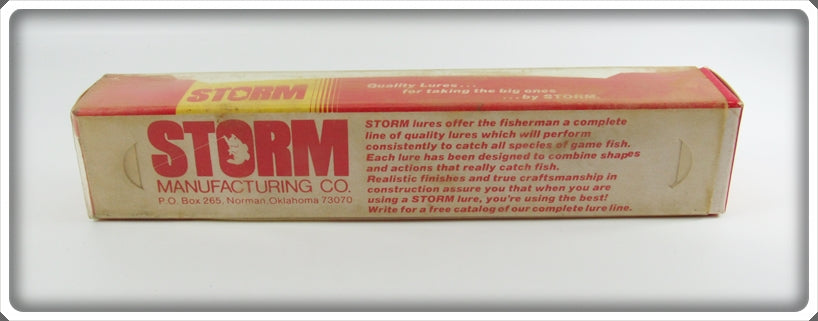 STORM
Quality Lures...
for taking the big ones
...by STORM.
STORM
MANUFACTURING CO.
P.O. Box 265, Norman, Oklahoma 73070
STORM lures offer the fisherman a complete
line of quality lures which will perform
consistently to catch all species of game fish.
Each lure has been designed to combine shapes
and actions that really catch fish.
Realistic finishes and true craftsmanship in
construction assure you that when you are
using a STORM lure, you're using the best!
Write for a free catalog of our complete lure line.